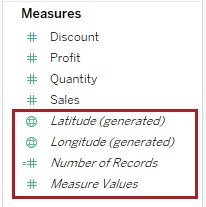 Measures
# Discount
# Profit
# Quantity
# Sales
Latitude (generated)
Longitude (generated)
=# Number of Records
# Measure Values